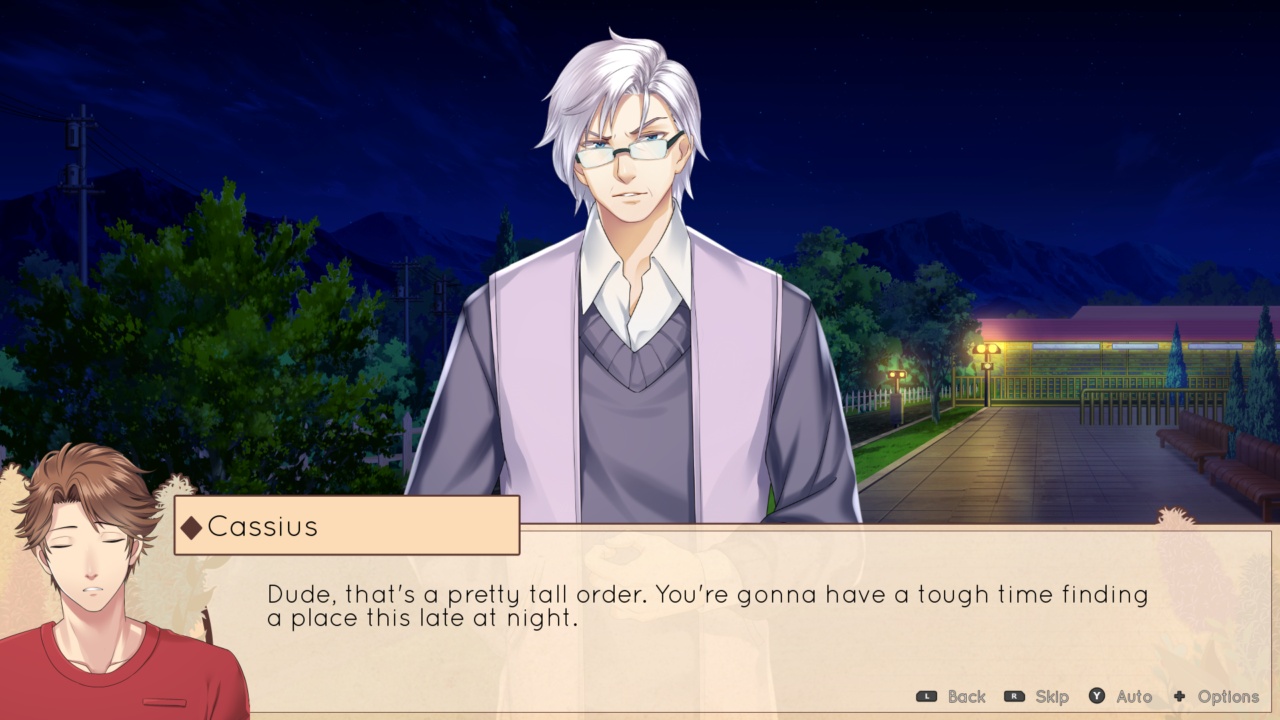 Cassius
Dude, that's a pretty tall order. You're gonna have a tough time finding
a place this late at night.
L Back R Skip Y Auto Options